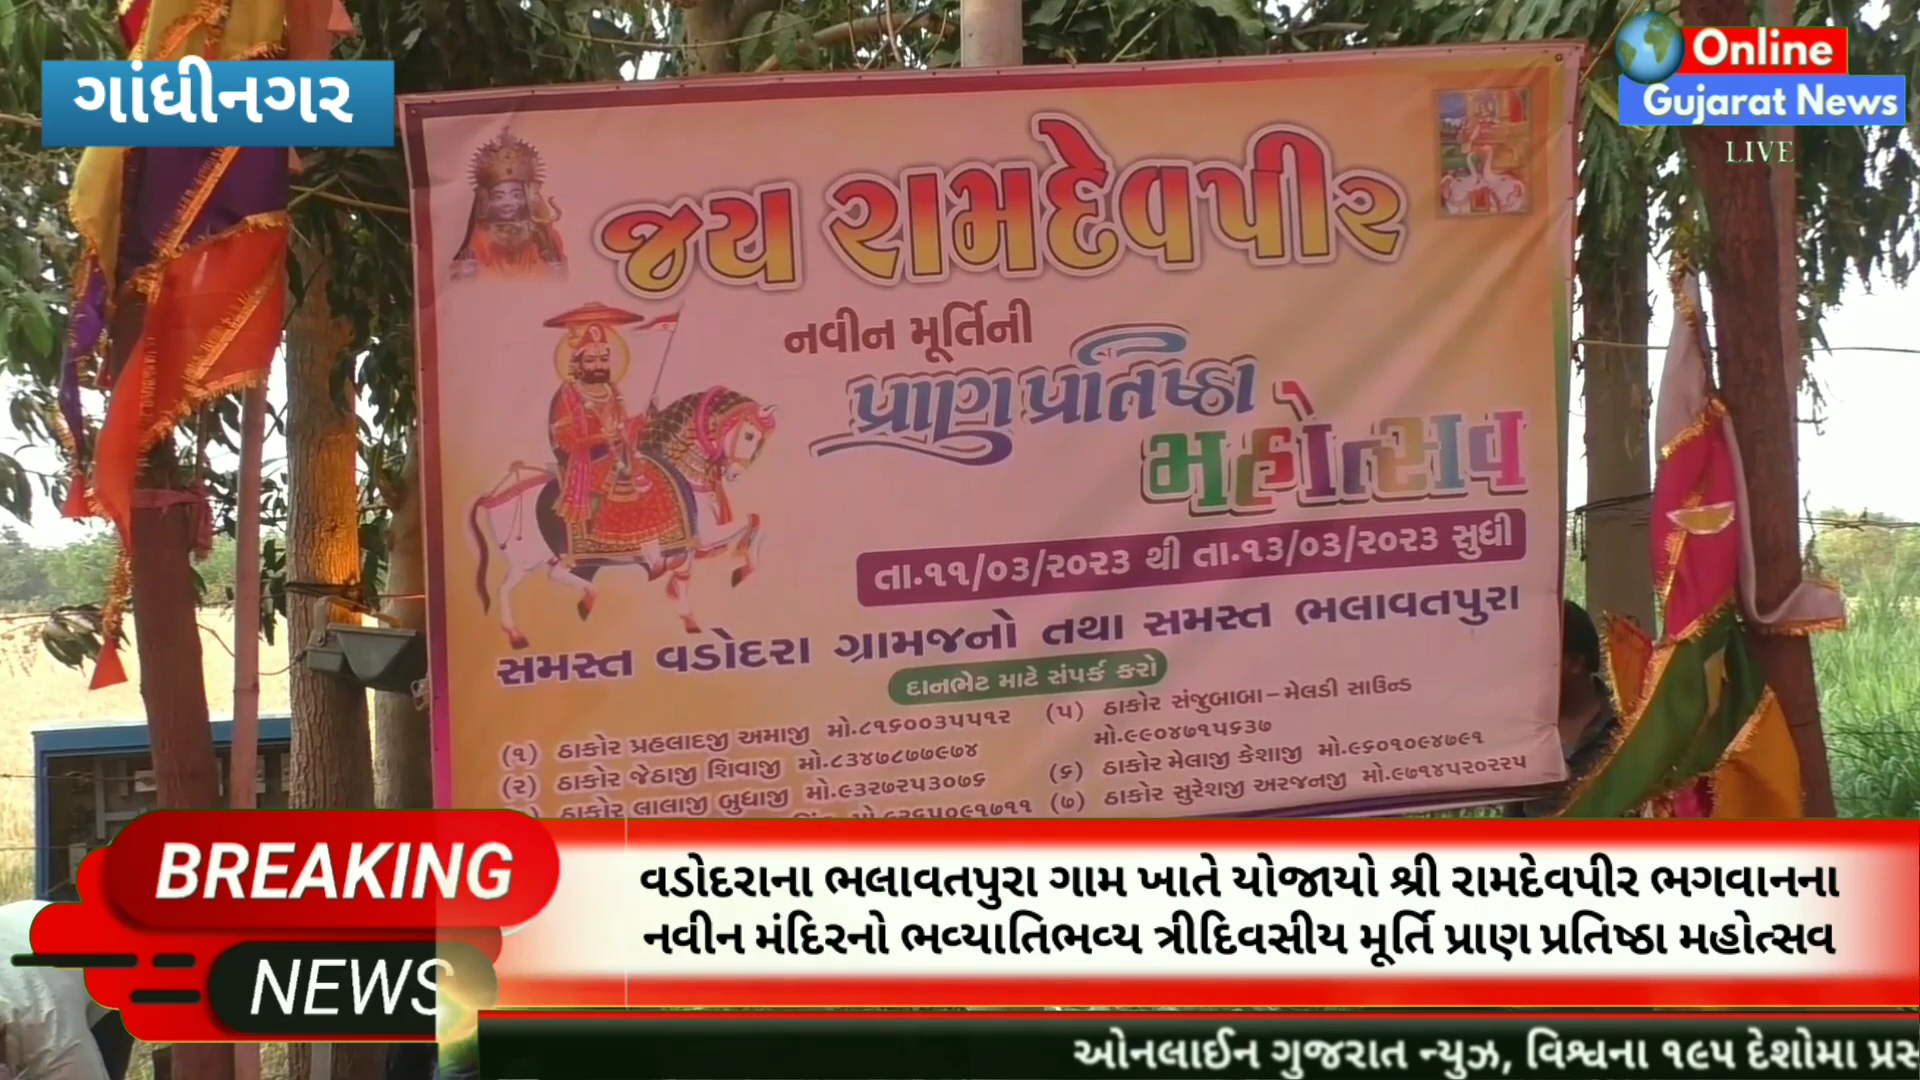 ગાંધીનગર
Online
Gujarat News
LIVE
જય રામદેવપીર
નવીન મૂર્તિની
પ્રાણ પ્રતિષ્ઠા
મહોત્સવ
તા.૧૧/૦૩/૨૦૨૩ થી તા.૧૩/૦૩/૨૦૨૩ સુધી
સમસ્ત વડોદરા ગ્રામજનો તથા સમસ્ત ભલાવતપુરા
દાનભેટ માટે સંપર્ક કરો
(૧) ઠાકોર પ્રહલાદજી અમાજી મો.૮૧૬૦૦૩૫૫૧૨
(૨) ઠાકોર જેઠાજી શિવાજી મો.૮૩૪૭૮૭૭૯૭૪
ઠાકોર લાલાજી બુધાજી મો.૯૩૨૭૨૫૩૦૭૬
(૫) ઠાકોર સંજુબાબા – મેલડી સાઉન્ડ
મો.૯૯૦૪૭૧૫૬૩૭
(૬) ઠાકોર મેલાજી કેશાજી મો.૯૬૦૧૦૯૪૭૯૧
(૭) ઠાકોર સુરેશજી અરજનજી મો.૯૭૧૪૫૨૦૨૨૫
BREAKING
NEWS
વડોદરાના ભલાવતપુરા ગામ ખાતે યોજાયો શ્રી રામદેવપીર ભગવાનના
નવીન મંદિરનો ભવ્યાતિભવ્ય ત્રીદિવસીય મૂર્તિ પ્રાણ પ્રતિષ્ઠા મહોત્સવ
ઓનલાઈન ગુજરાત ન્યુઝ, વિશ્વના ૧૯૫ દેશોમા પ્રસ